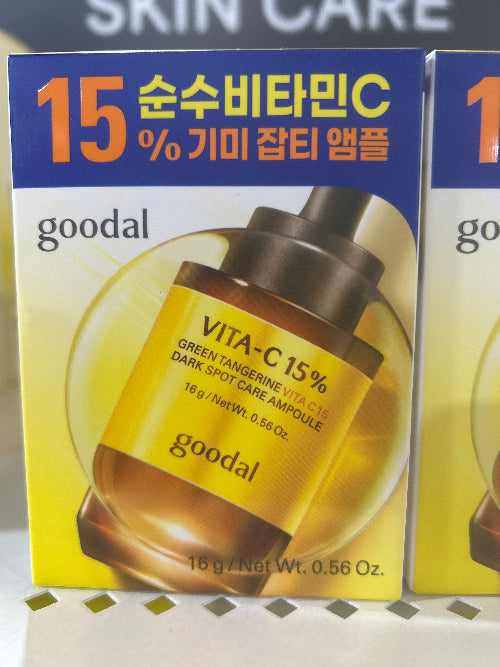 SKIN CARE
15 순수비타민C
% 기미 잡티 앰플
goodal
VITA-C 15%
GREEN TANGERINE VITA C 15
DARK SPOT CARE AMPOULE
16 g / Net Wt. 0.56 Oz.
goodal
16 g / Net Wt. 0.56 Oz.
1
go